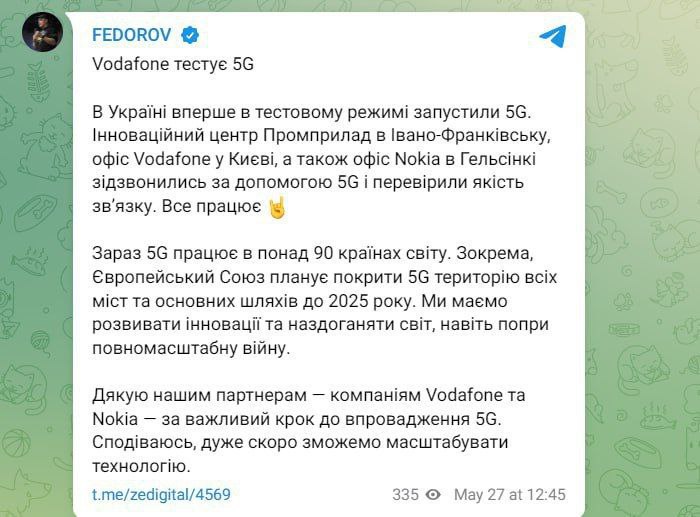 FEDOROV
Vodafone тестує 5G
В Україні вперше в тестовому режимі запустили 5G.
Інноваційний центр Промприлад в Івано-Франківську,
офіс Vodafone у Києві, а також офіс Nokia в Гельсінкі
зідзвонились за допомогою 5G і перевірили якість
зв’язку. Все працює 🤘
Зараз 5G працює в понад 90 країнах світу. Зокрема,
Європейський Союз планує покрити 5G територію всіх
міст та основних шляхів до 2025 року. Ми маємо
розвивати інновації та наздоганяти світ, навіть попри
повномасштабну війну.
Дякую нашим партнерам — компаніям Vodafone та
Nokia — за важливий крок до впровадження 5G.
Сподіваюсь, дуже скоро зможемо масштабувати
технологію.
t.me/zedigital/4569 335 May 27 at 12:45